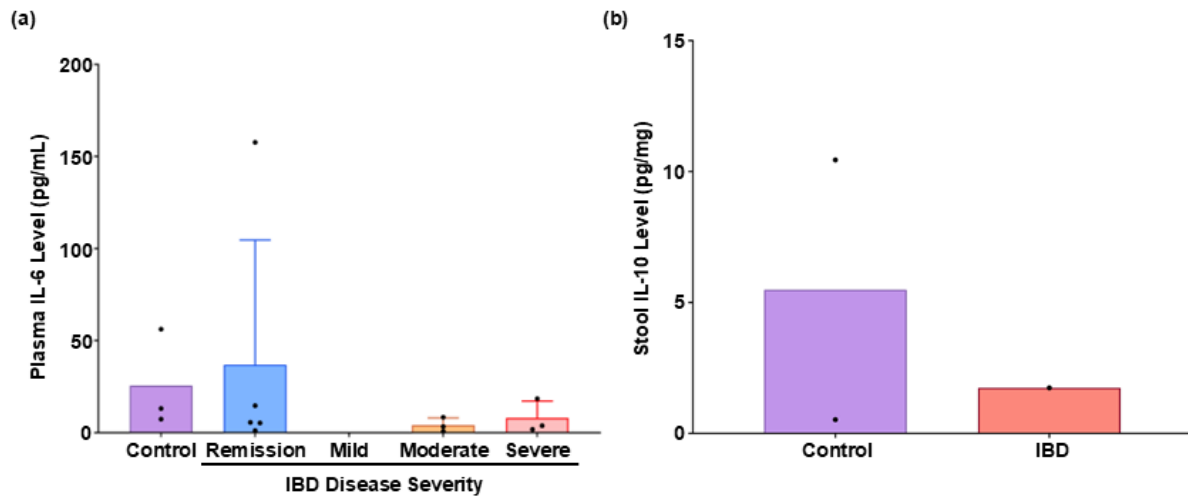 (a)
200
150
100
50
0
Plasma IL-6 Level (pg/mL)
Control Remission Mild Moderate Severe
IBD Disease Severity
(b)
15
10
5
0
Stool IL-10 Level (pg/mg)
Control IBD